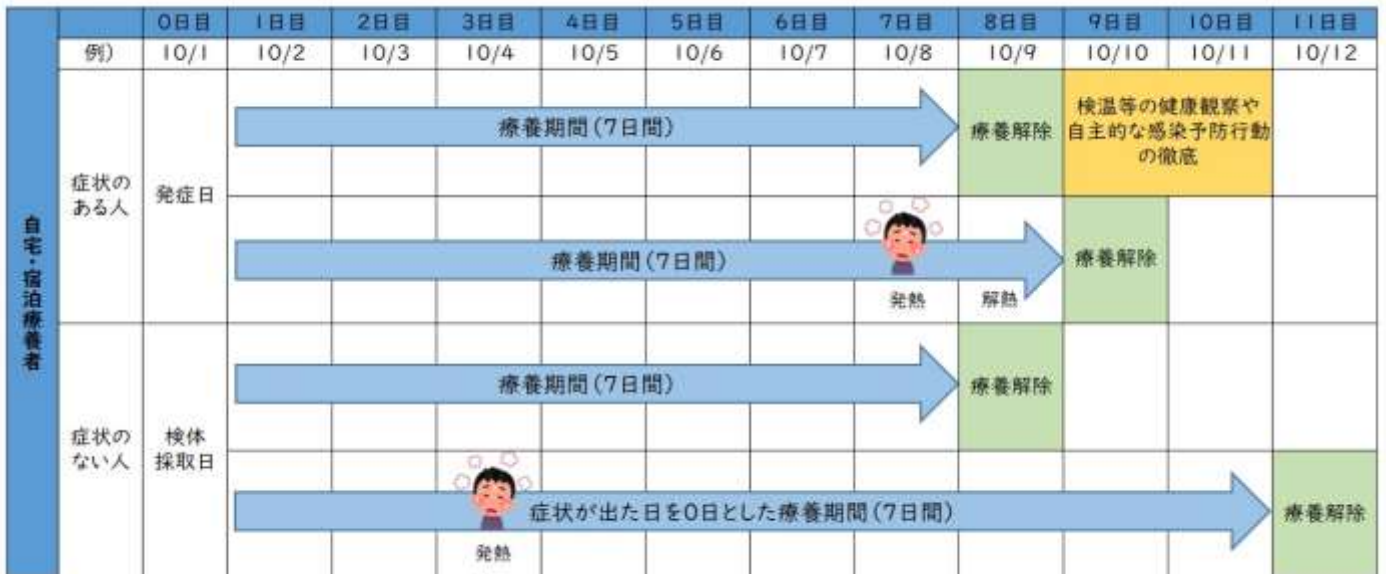 0日目 1日目 2日目 3日目 4日目 5日目 6日目 7日目 8日目 9日目 10日目 11日目
例) 10/1 10/2 10/3 10/4 10/5 10/6 10/7 10/8 10/9 10/10 10/11 10/12
自宅・宿泊療養者
症状の
ある人
発症日
療養期間(7日間)
療養解除
検温等の健康観察や
自主的な感染予防行動
の徹底
療養期間(7日間)
発熱
解熱
療養解除
症状の
ない人
検体
採取日
療養期間(7日間)
療養解除
発熱
症状が出た日を0日とした療養期間(7日間)
療養解除